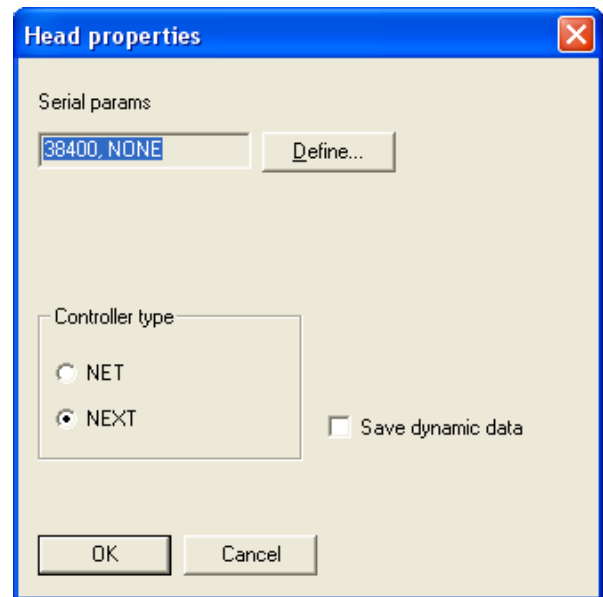 Head properties
Serial params
38400, NONE
Define...
Controller type
NET
NEXT
Save dynamic data
OK
Cancel